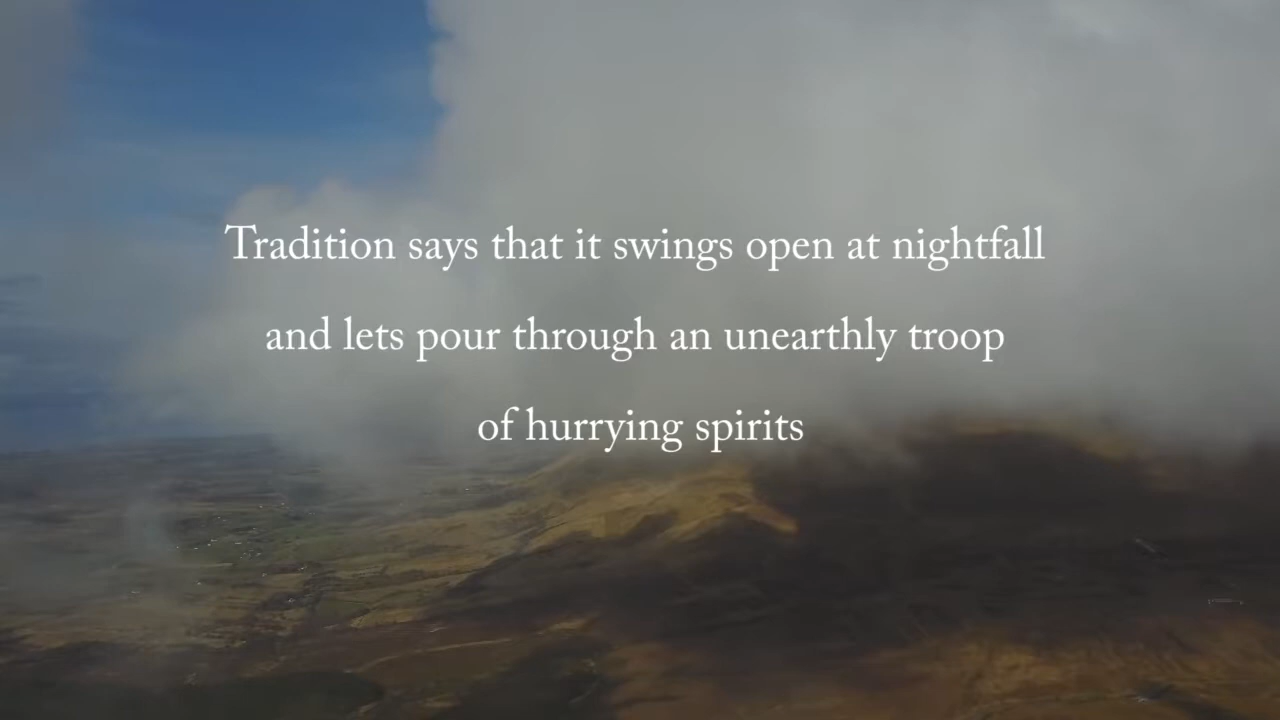 Tradition says that it swings open at nightfall
and lets pour through an unearthly troop
of hurrying spirits